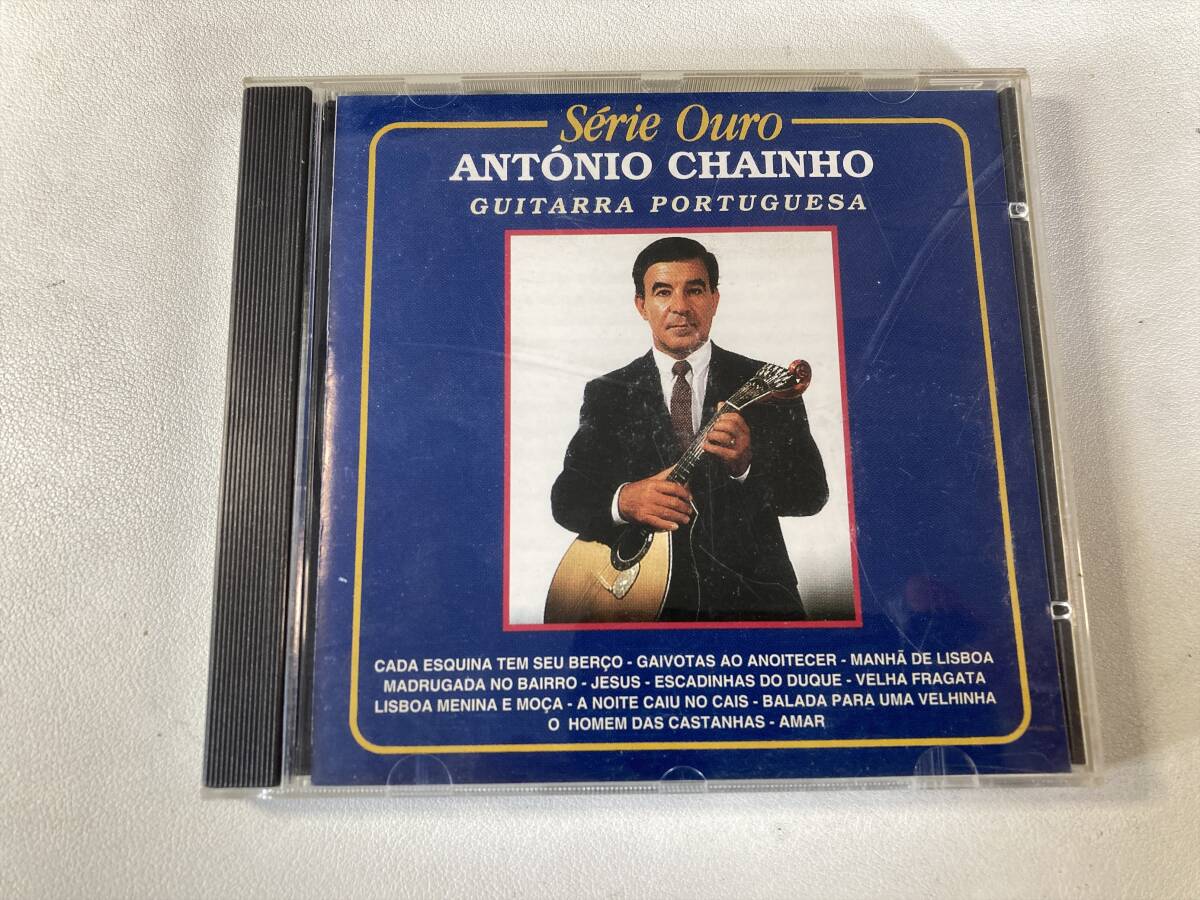 Série Ouro
ANTÓNIO CHAINHO
GUITARRA PORTUGUESA
CADA ESQUINA TEM SEU BERÇO - GAIVOTAS AO ANOITECER - MANHÃ DE LISBOA
MADRUGADA NO BAIRRO - JESUS - ESCADINHAS DO DUQUE - VELHA FRAGATA
LISBOA MENINA E MOÇA - A NOITE CAIU NO CAIS - BALADA PARA UMA VELHINHA
O HOMEM DAS CASTANHAS - AMAR